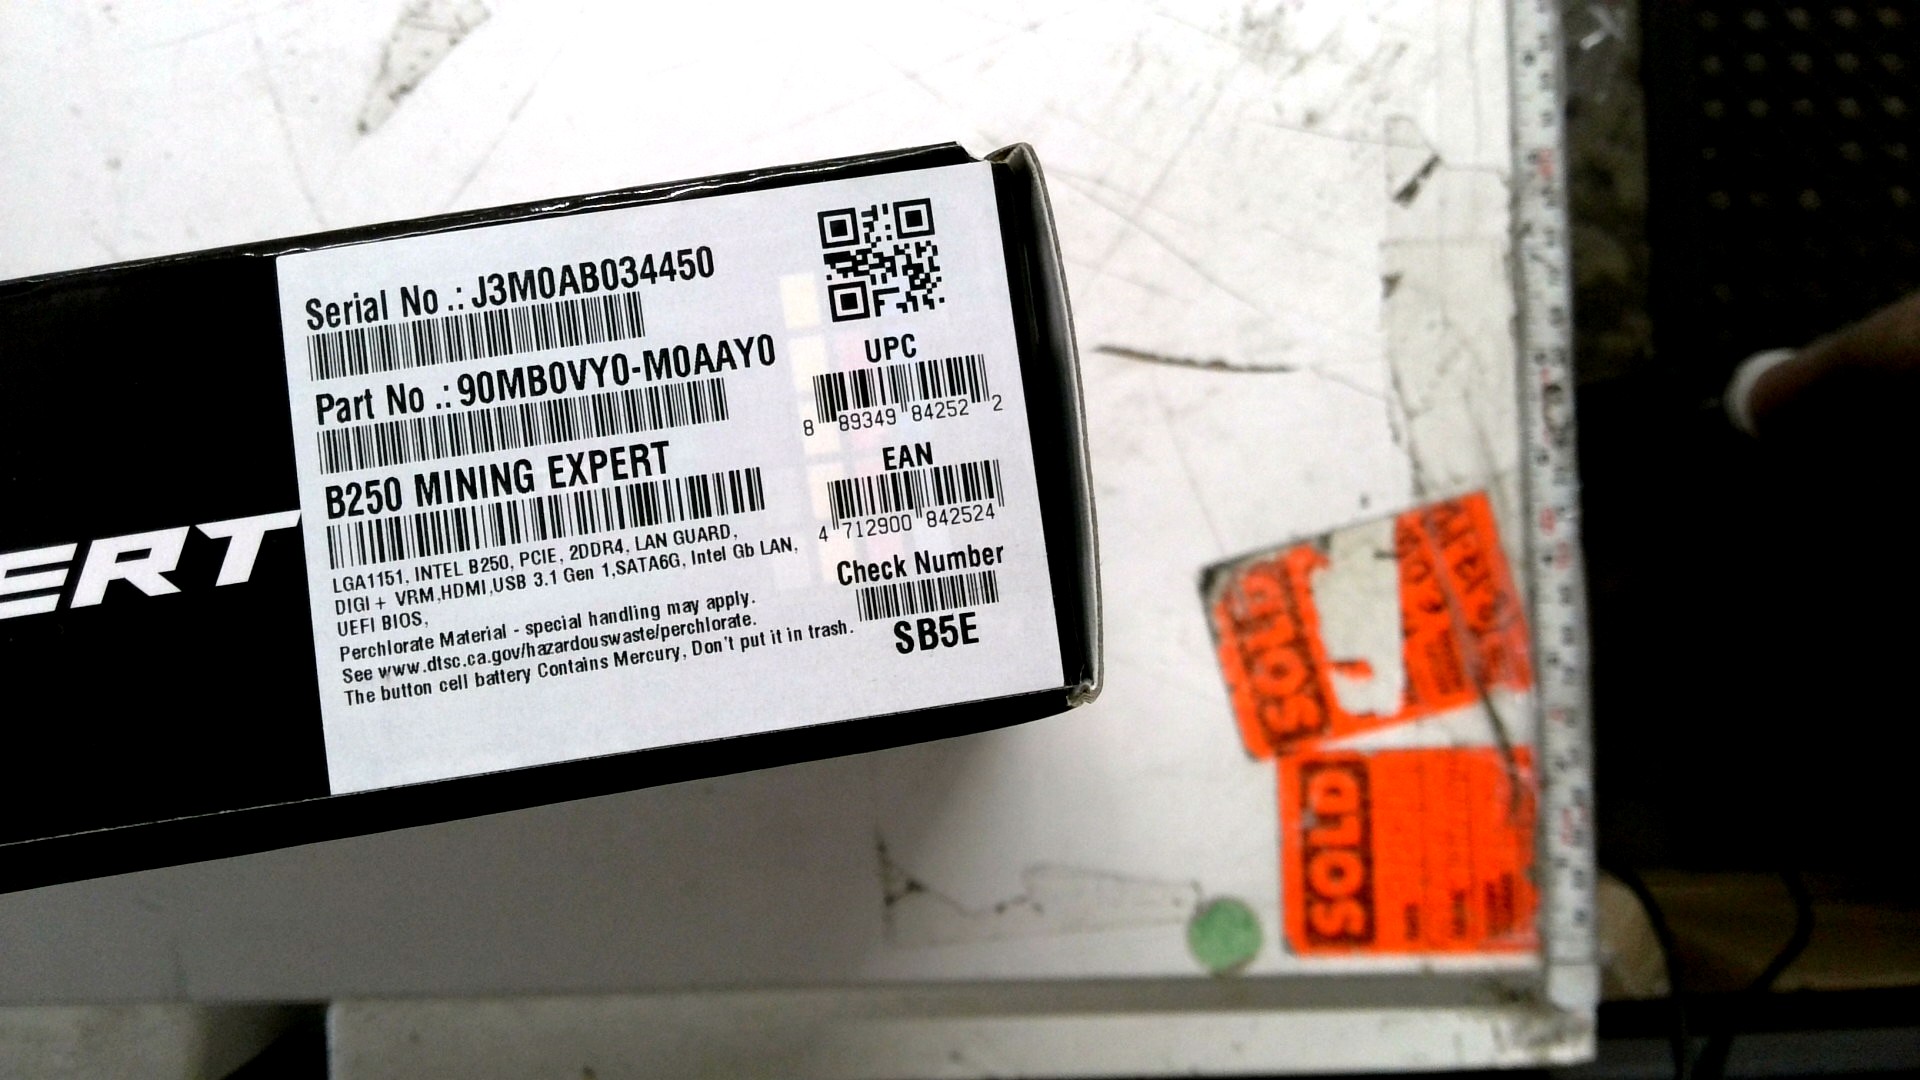 ERT
Serial No .: J3M0AB034450
Part No .: 90MB0VY0-M0AAY0
B250 MINING EXPERT
LGA1151, INTEL B250, PCIE, 2DDR4, LAN GUARD,
DIGI+ VRM,HDMI,USB 3.1 Gen 1,SATA6G, Intel Gb LAN,
UEFI BIOS,
Perchlorate Material - special handling may apply.
See www.dtsc.ca.gov/hazardouswaste/perchlorate.
The button cell battery Contains Mercury, Don't put it in trash.
UPC
8 89349 84252 2
EAN
4 712900 842524
Check Number
SB5E
SOLD
SOLD